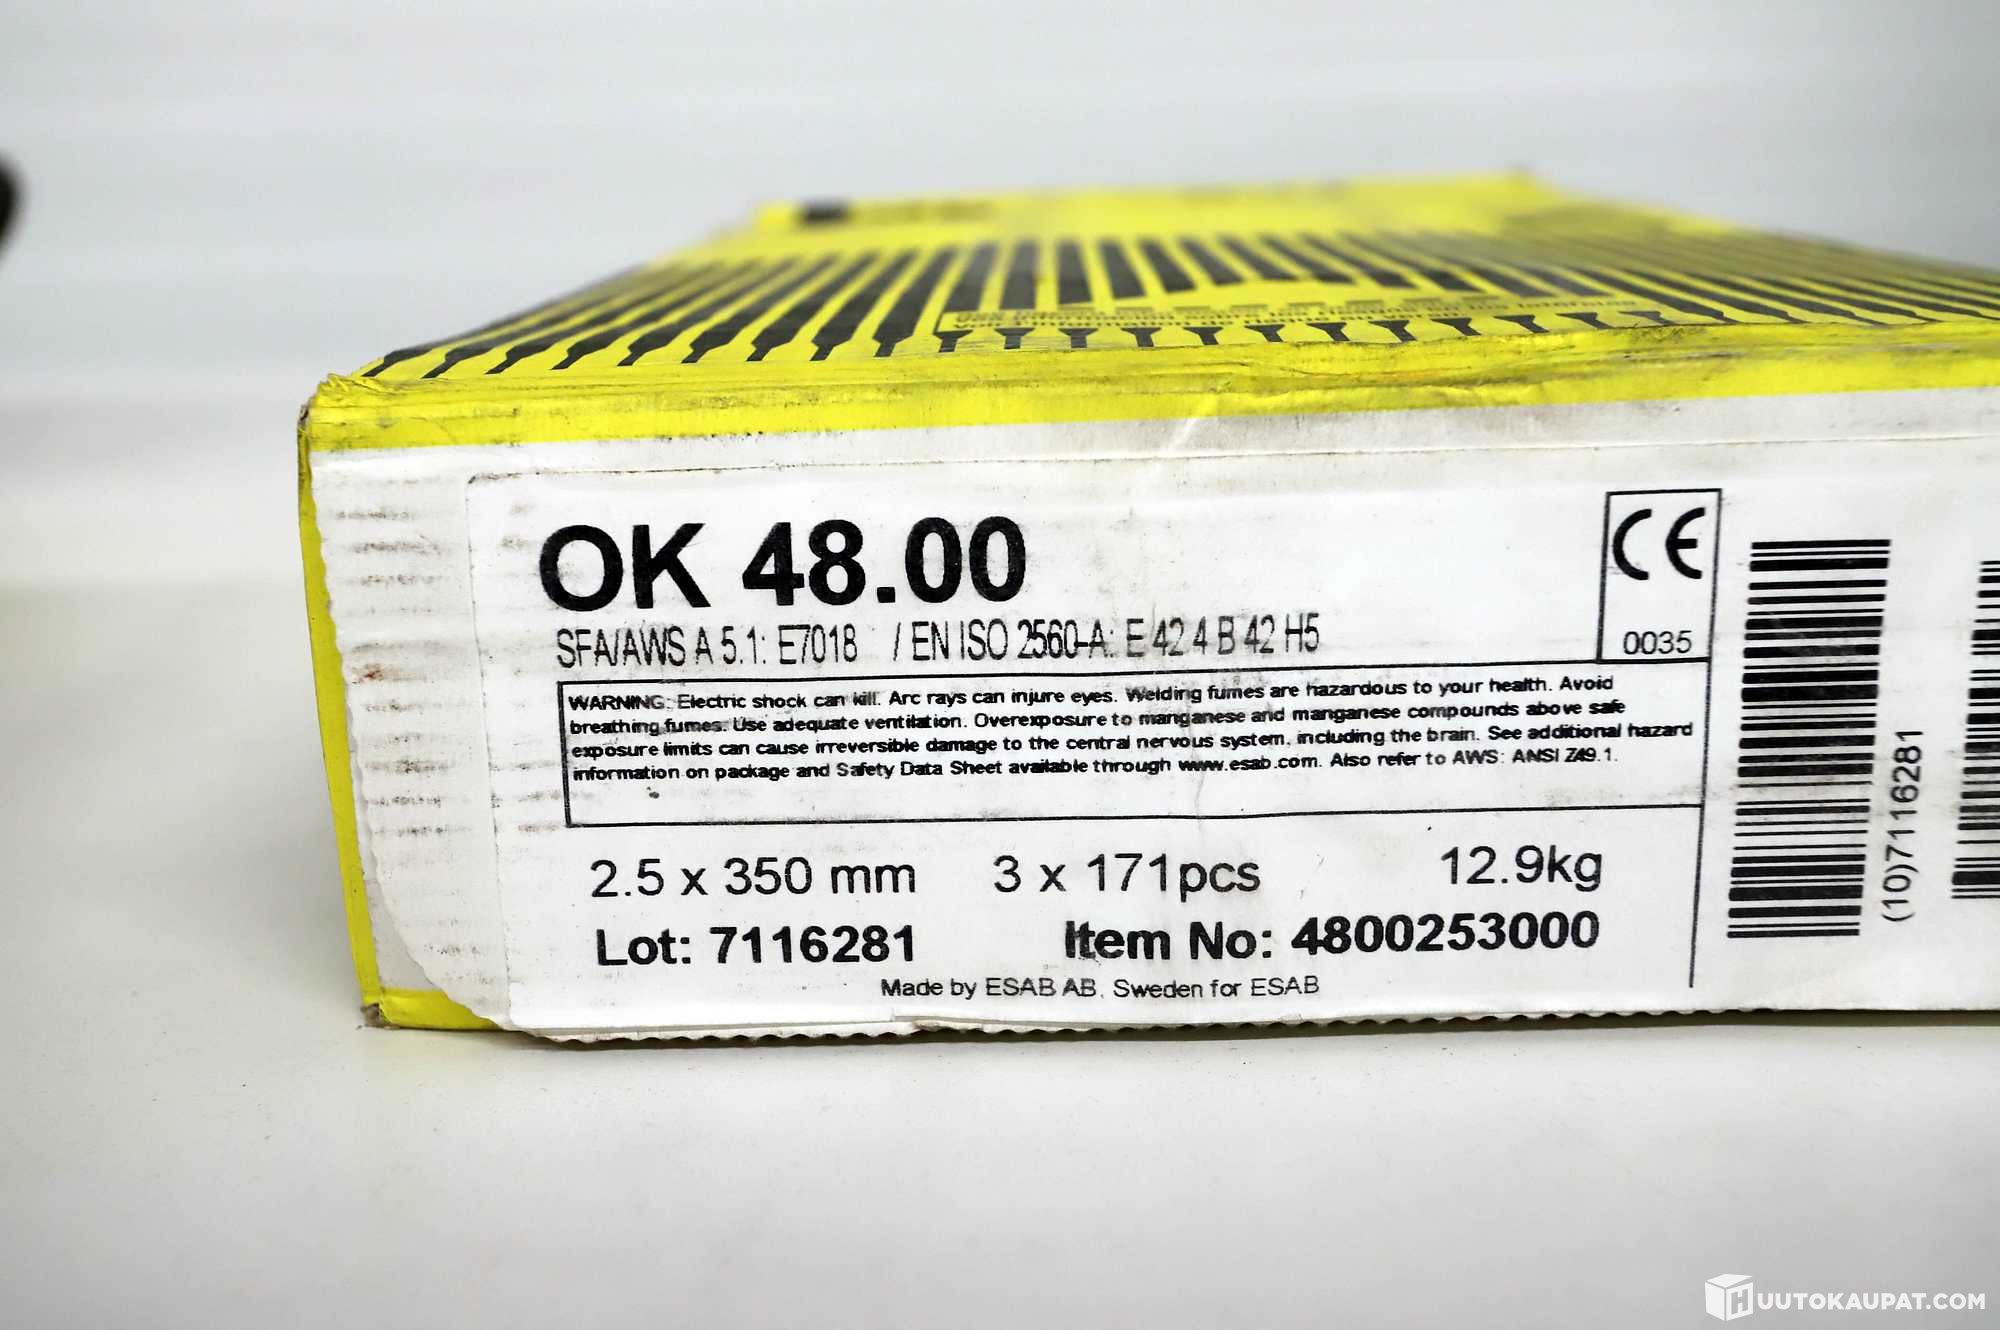 OK 48.00
SFA/AWS A 5.1: E7018 / EN ISO 2560-A: E 42 4 B 42 H5
CE
0035
WARNING: Electric shock can kill. Arc rays can injure eyes. Welding fumes are hazardous to your health. Avoid
breathing fumes. Use adequate ventilation. Overexposure to manganese and manganese compounds above safe
exposure limits can cause irreversible damage to the central nervous system, including the brain. See additional hazard
information on package and Safety Data Sheet available through www.esab.com. Also refer to AWS: ANSI Z49.1.
2.5 x 350 mm 3 x 171pcs 12.9kg
Lot: 7116281 Item No: 4800253000
Made by ESAB AB, Sweden for ESAB
(10)7116281
HUUTOKAUPAT.COM